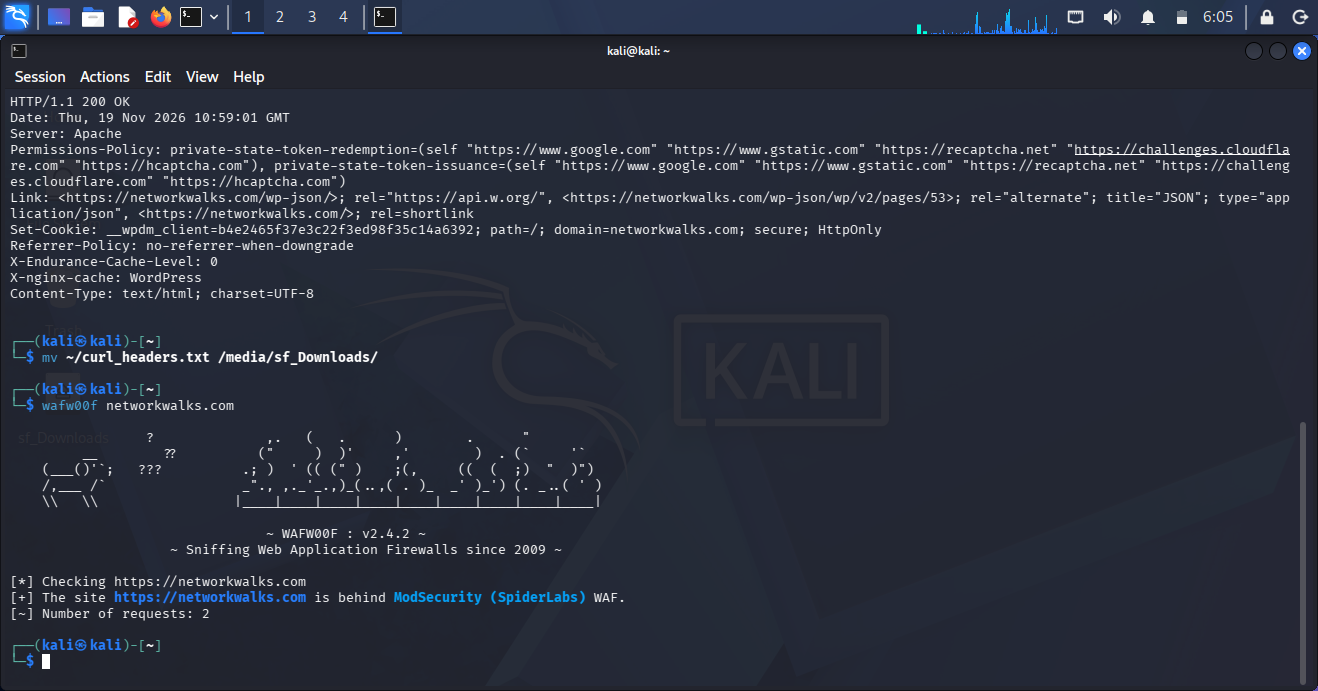 1 2 3 4 6:05
kali@kali: ~
Session Actions Edit View Help
HTTP/1.1 200 OK
Date: Thu, 19 Nov 2026 10:59:01 GMT
Server: Apache
Permissions-Policy: private-state-token-redemption=(self "https://www.google.com" "https://www.gstatic.com" "https://recaptcha.net" "https://challenges.cloudfla
re.com" "https://hcaptcha.com"), private-state-token-issuance=(self "https://www.google.com" "https://www.gstatic.com" "https://recaptcha.net" "https://challeng
es.cloudflare.com" "https://hcaptcha.com")
Link: <https://networkwalks.com/wp-json/>; rel="https://api.w.org/", <https://networkwalks.com/wp-json/wp/v2/pages/53>; rel="alternate"; title="JSON"; type="app
lication/json", <https://networkwalks.com/>; rel=shortlink
Set-Cookie: __wpdm_client=b4e2465f37e3c22f3ed98f35c14a6392; path=/; domain=networkwalks.com; secure; HttpOnly
Referrer-Policy: no-referrer-when-downgrade
X-Endurance-Cache-Level: 0
X-nginx-cache: WordPress
Content-Type: text/html; charset=UTF-8
Trash
┌──(kali㉿kali)-[~]
└─$ mv ~/curl_headers.txt /media/sf_Downloads/
KALI
┌──(kali㉿kali)-[~]
└─$ wafw00f networkwalks.com
sf_Downloads
~ WAFW00F : v2.4.2 ~
~ Sniffing Web Application Firewalls since 2009 ~
[*] Checking https://networkwalks.com
[+] The site https://networkwalks.com is behind ModSecurity (SpiderLabs) WAF.
[~] Number of requests: 2
┌──(kali㉿kali)-[~]
└─$